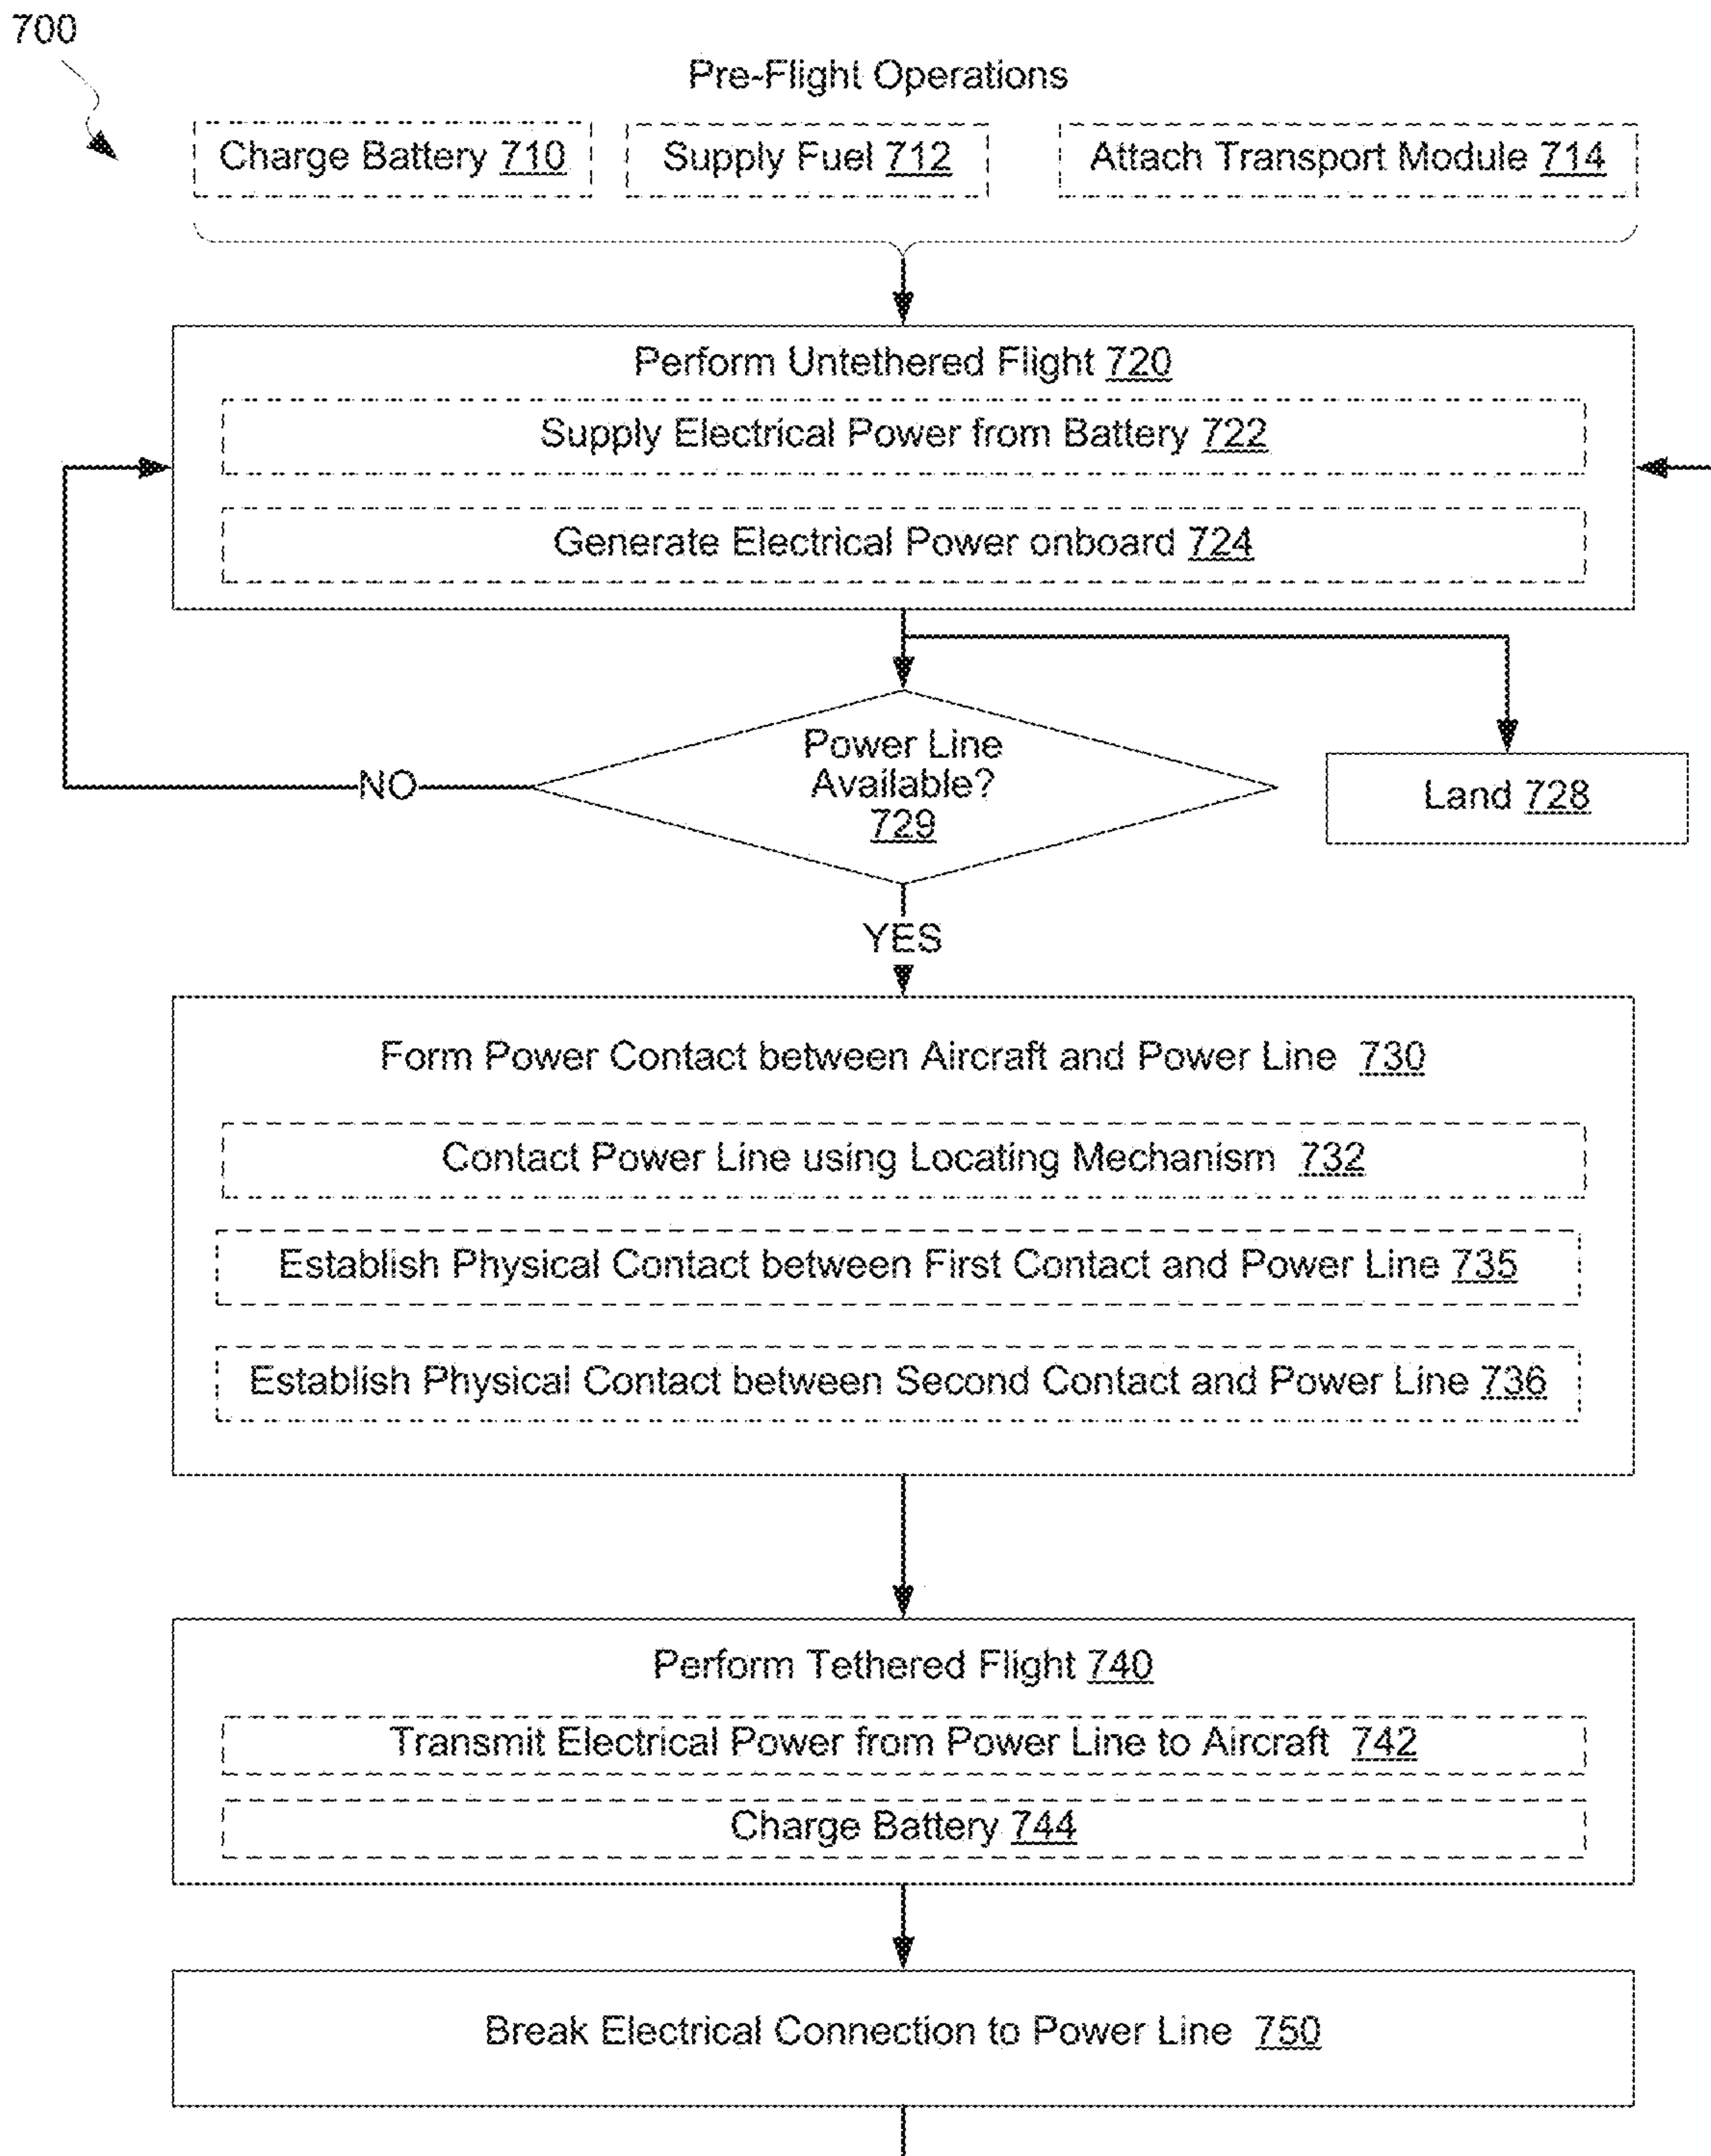 700
Pre-Flight Operations
Charge Battery 710
Supply Fuel 712
Attach Transport Module 714
Perform Untethered Flight 720
Supply Electrical Power from Battery 722
Generate Electrical Power onboard 724
Power Line
Available?
729
NO
Land 728
YES
Form Power Contact between Aircraft and Power Line 730
Contact Power Line using Locating Mechanism 732
Establish Physical Contact between First Contact and Power Line 735
Establish Physical Contact between Second Contact and Power Line 736
Perform Tethered Flight 740
Transmit Electrical Power from Power Line to Aircraft 742
Charge Battery 744
Break Electrical Connection to Power Line 750